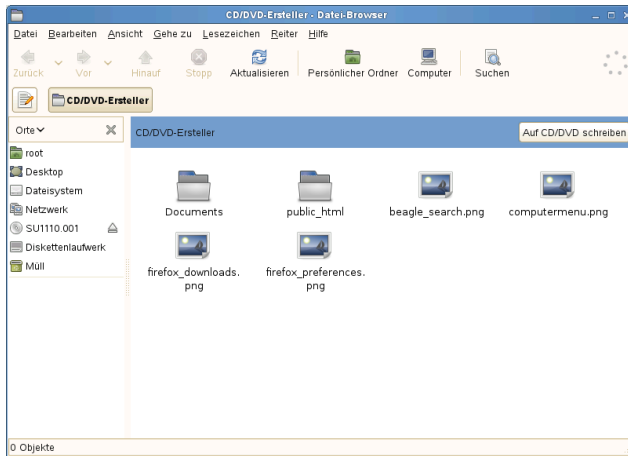 CD/DVD-Ersteller - Datei-Browser
Datei Bearbeiten Ansicht Gehe zu Lesezeichen Reiter Hilfe
Zurück Vor Hinauf Stopp Aktualisieren Persönlicher Ordner Computer Suchen
CD/DVD-Ersteller
Orte
CD/DVD-Ersteller
Auf CD/DVD schreiben
root
Desktop
Dateisystem
Netzwerk
SU1110.001
Diskettenlaufwerk
Müll
Documents
public_html
beagle_search.png
computermenu.png
firefox_downloads.
png
firefox_preferences.
png
0 Objekte